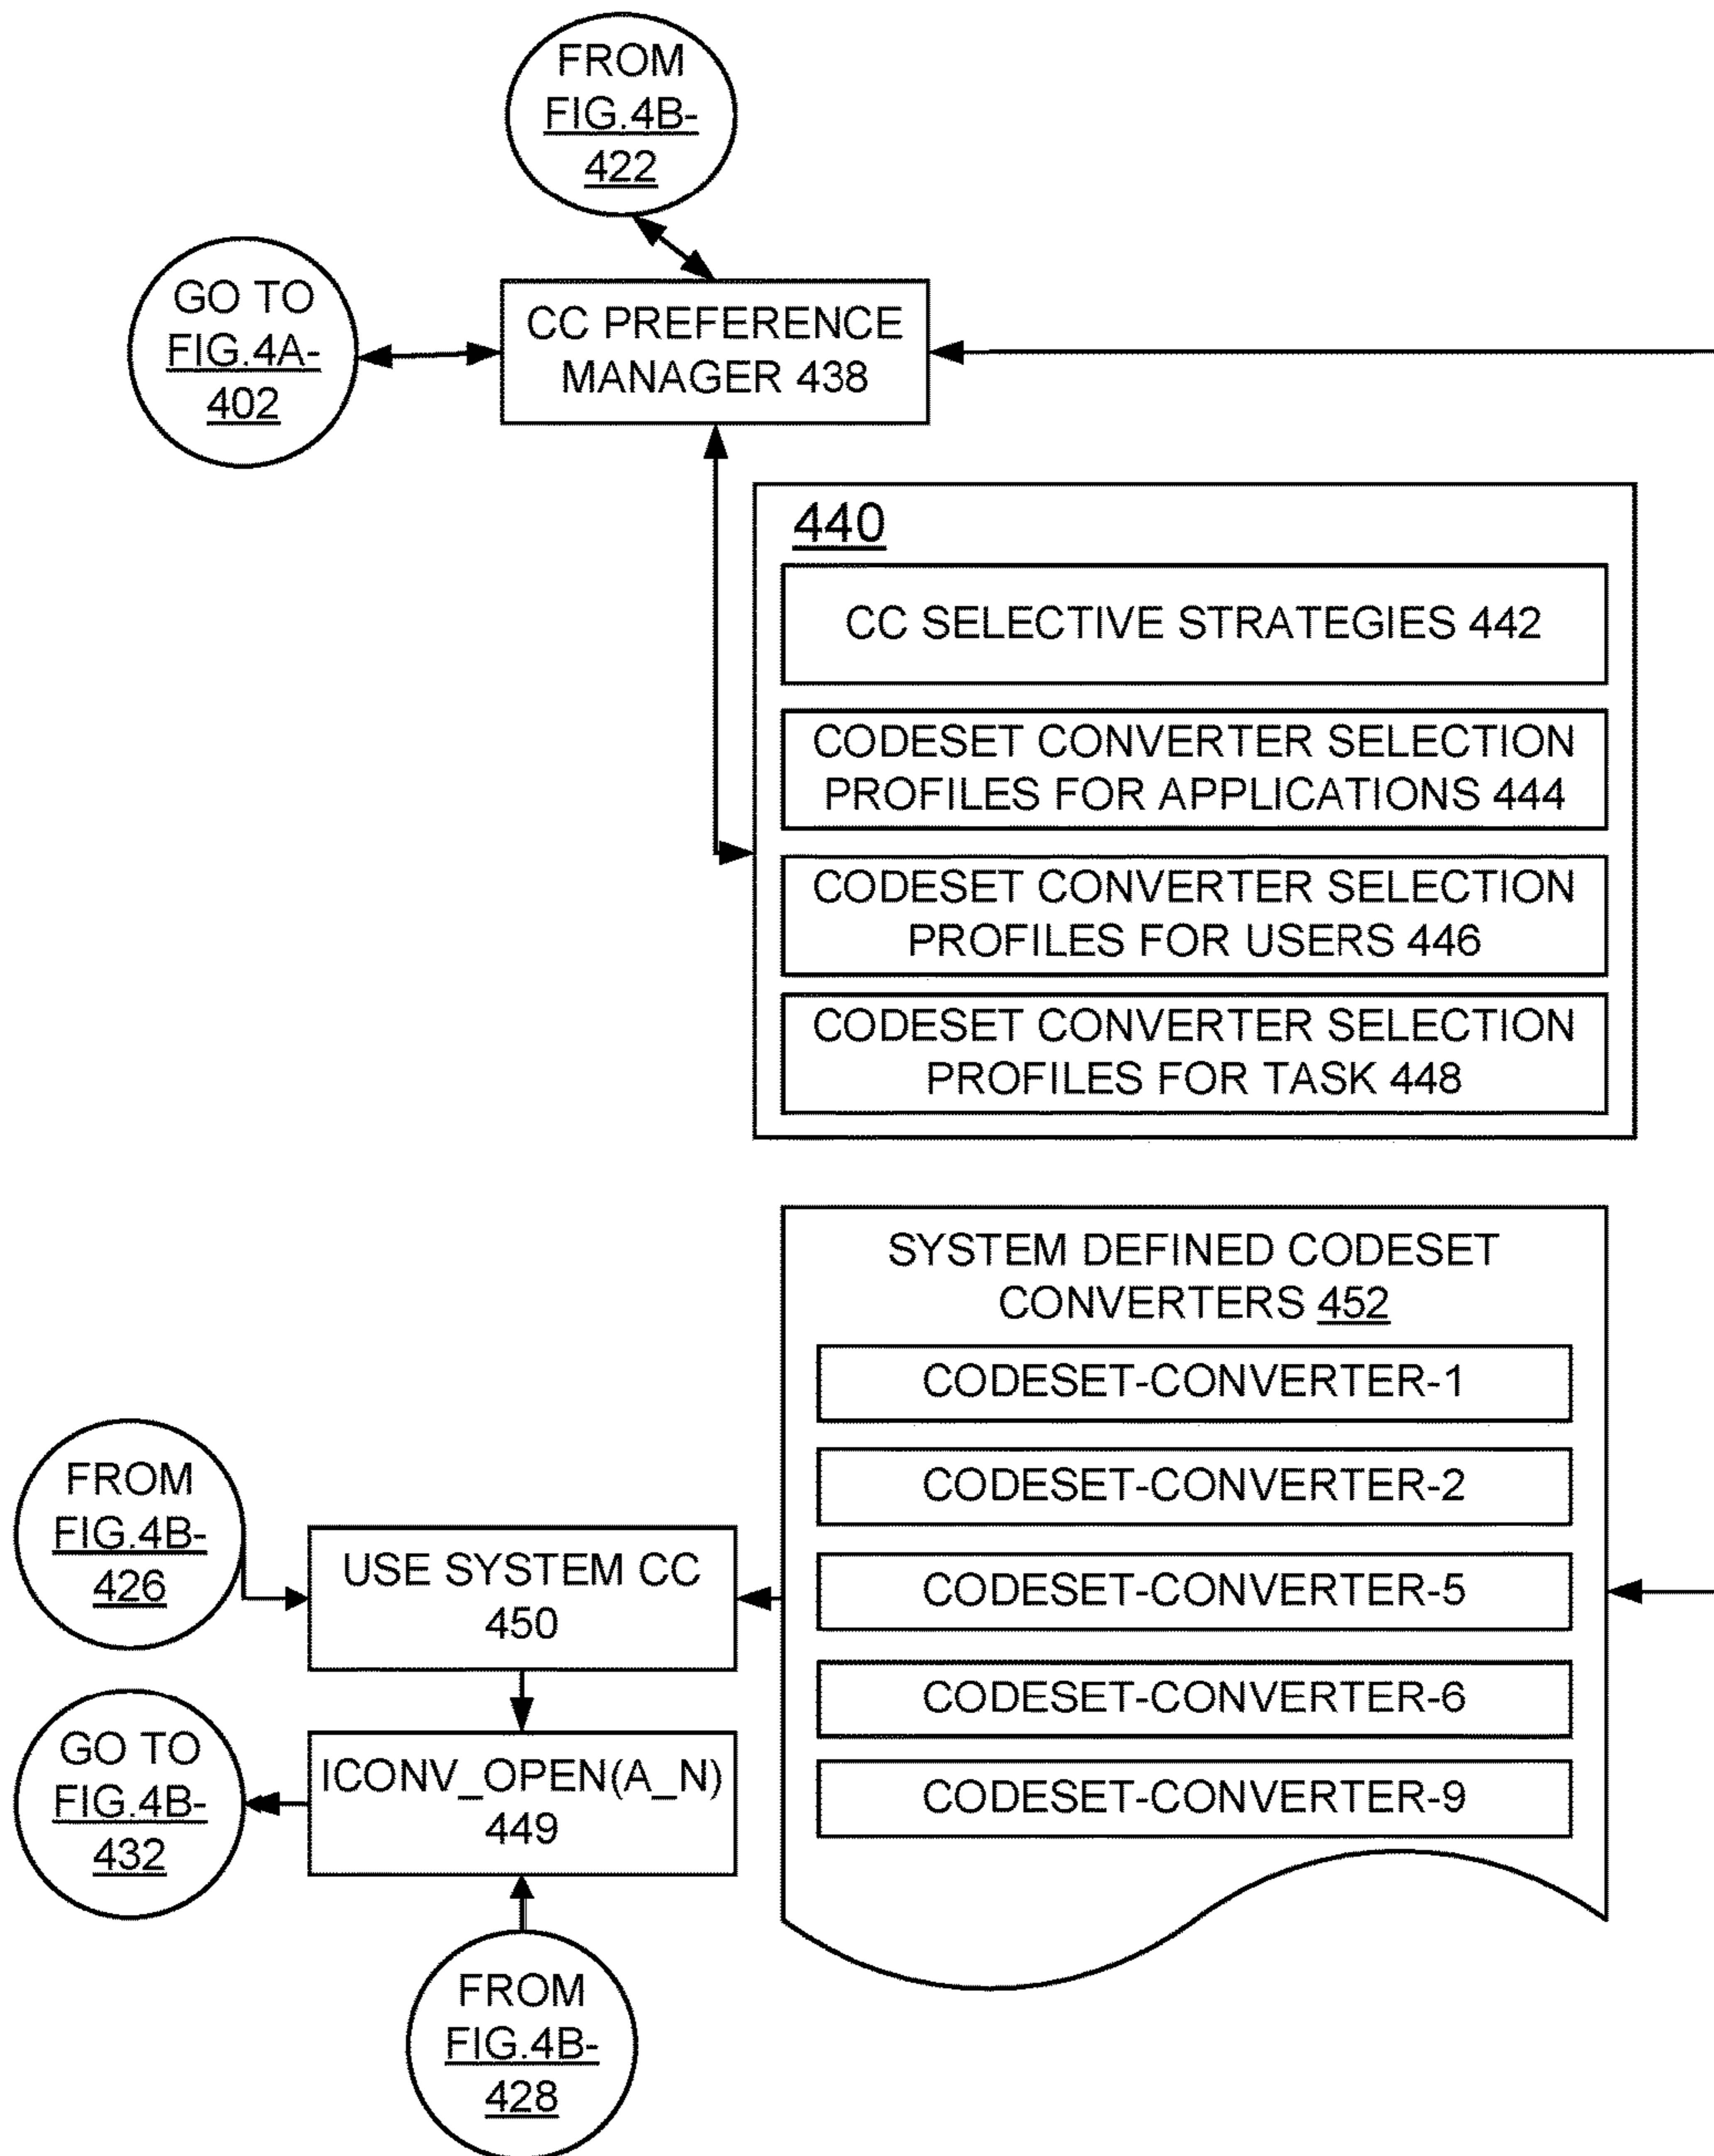 FROM
FIG.4B-
422
GO TO
FIG.4A-
402
CC PREFERENCE
MANAGER 438
440
CC SELECTIVE STRATEGIES 442
CODESET CONVERTER SELECTION
PROFILES FOR APPLICATIONS 444
CODESET CONVERTER SELECTION
PROFILES FOR USERS 446
CODESET CONVERTER SELECTION
PROFILES FOR TASK 448
SYSTEM DEFINED CODESET
CONVERTERS 452
CODESET-CONVERTER-1
CODESET-CONVERTER-2
CODESET-CONVERTER-5
CODESET-CONVERTER-6
CODESET-CONVERTER-9
FROM
FIG.4B-
426
USE SYSTEM CC
450
GO TO
FIG.4B-
432
ICONV_OPEN(A_N)
449
FROM
FIG.4B-
428